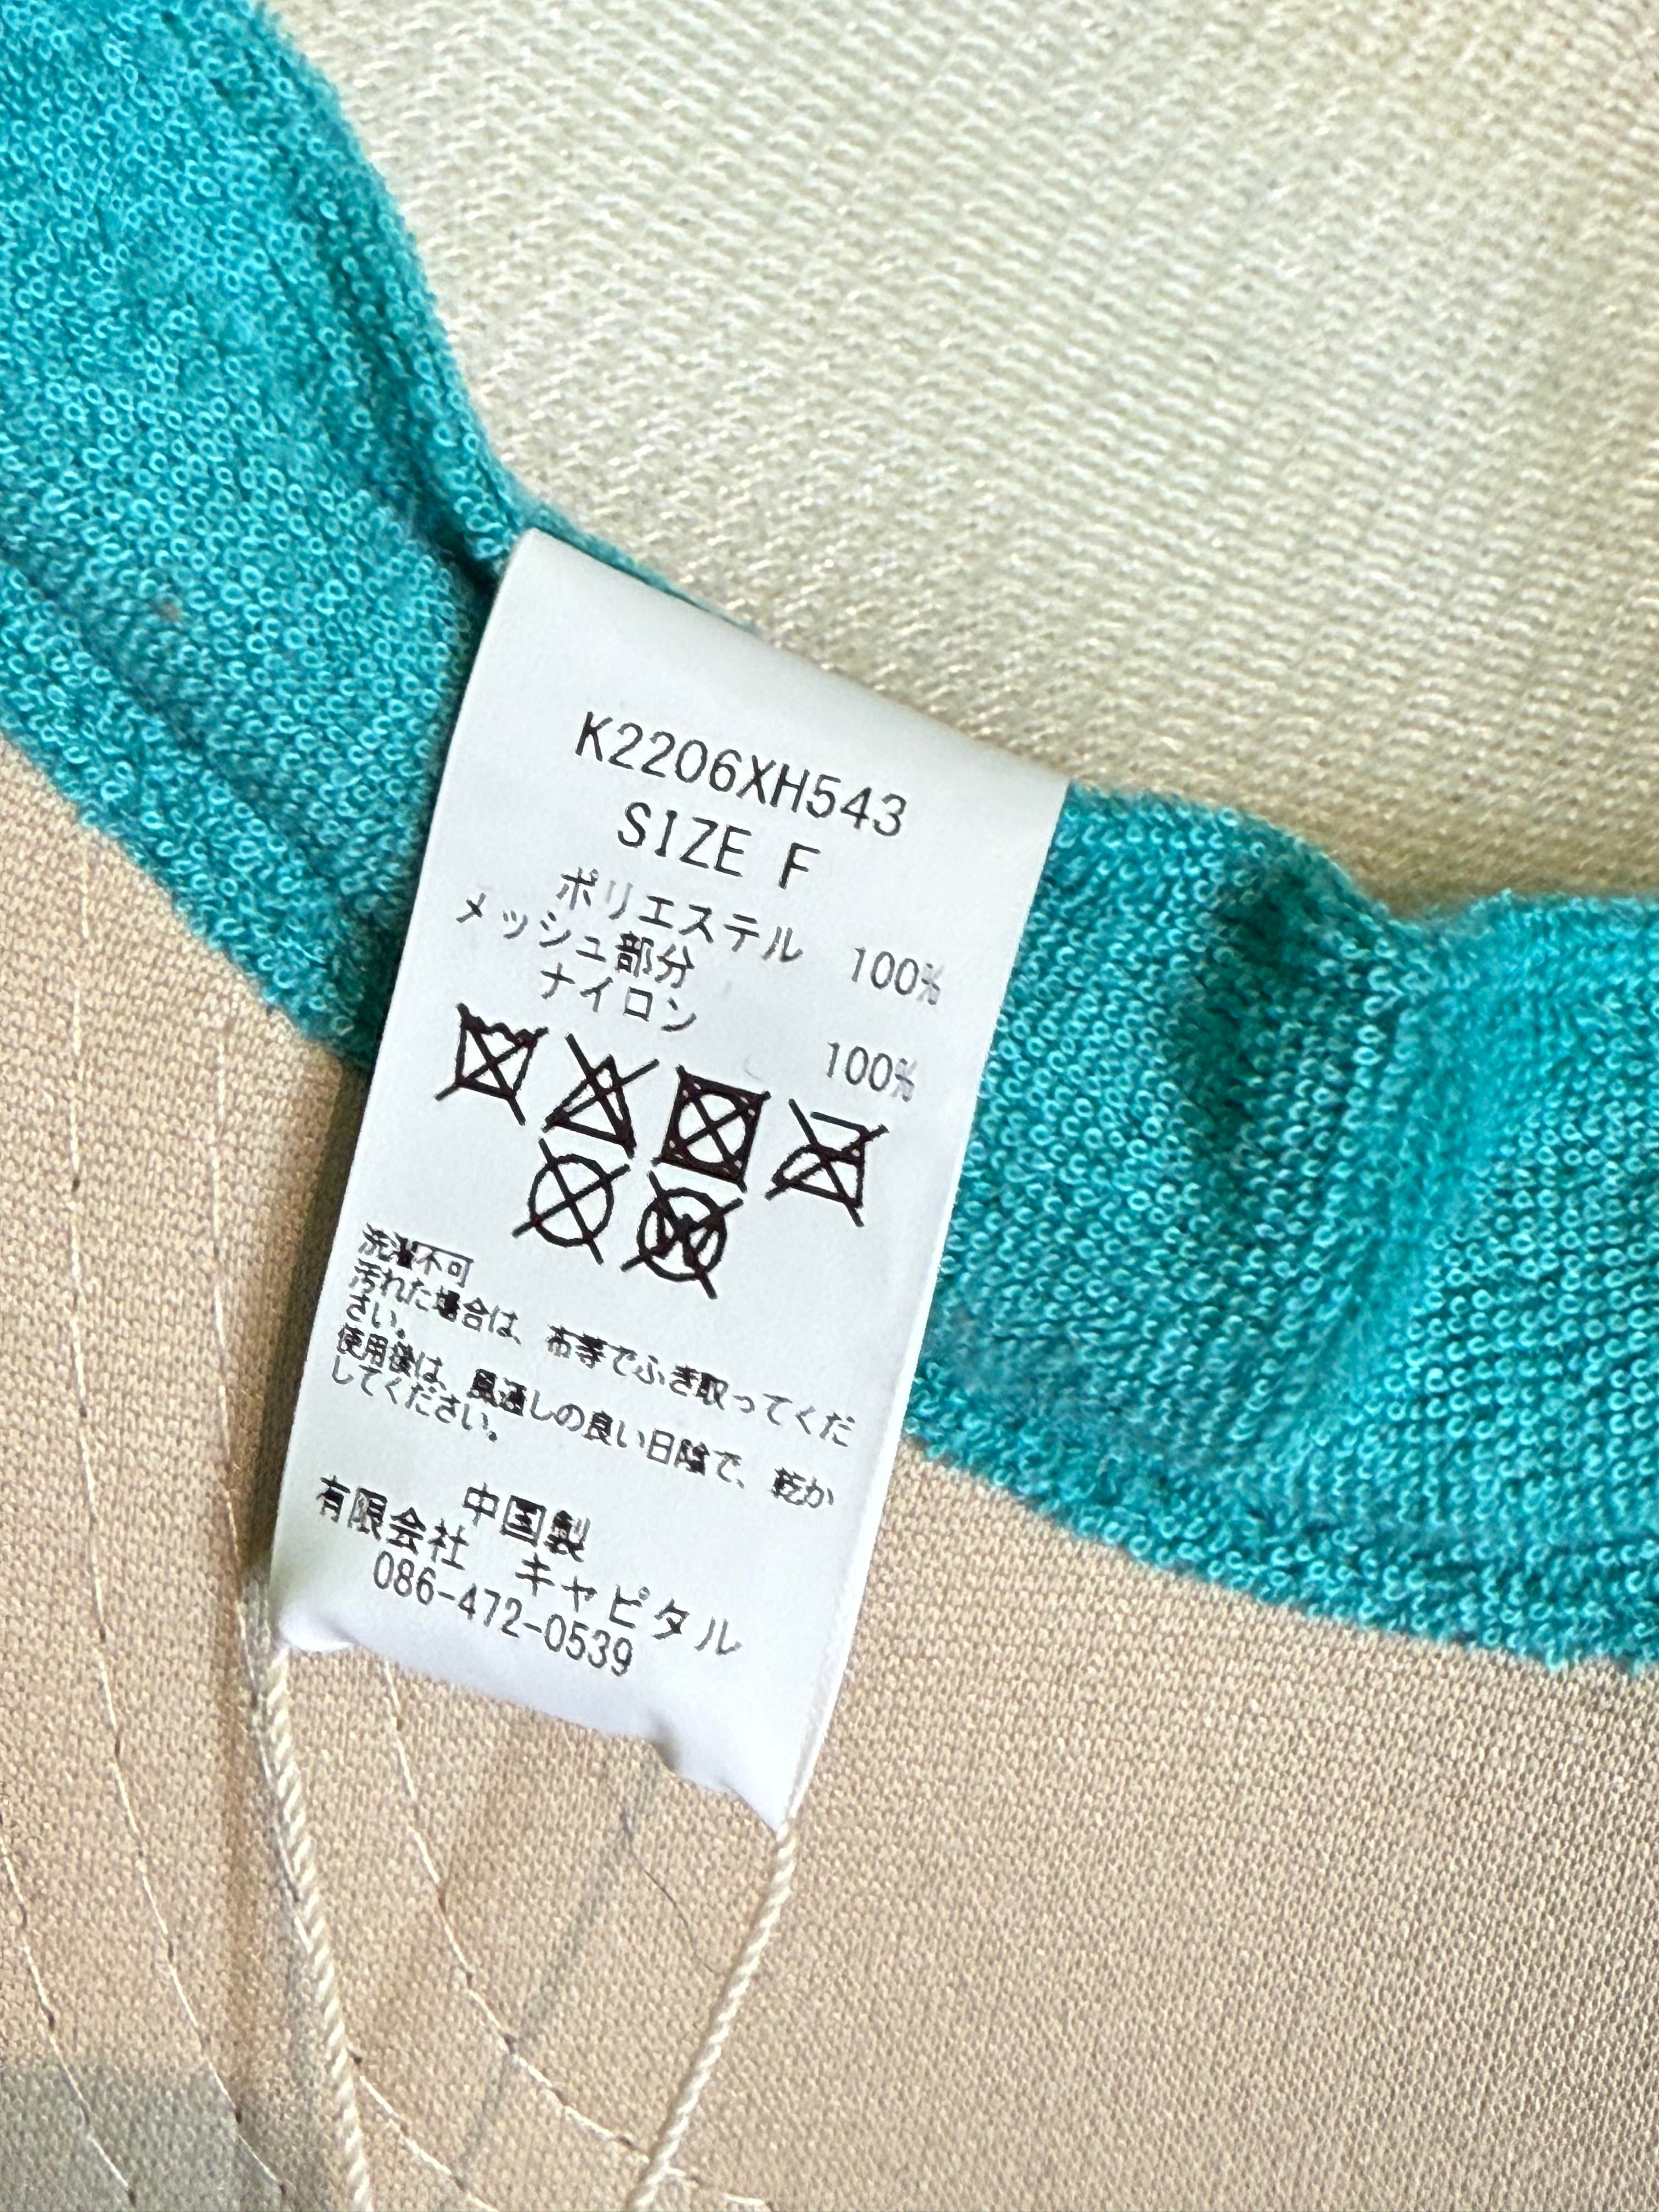 K2206XH543
SIZE F
ポリエステル 100%
メッシュ部分
ナイロン 100%
洗濯不可
汚れた場合は、布等でふき取ってくだ
さい。
使用後は、風通しの良い日陰で、乾か
してください。
中国製
有限会社 キャピタル
086-472-0539